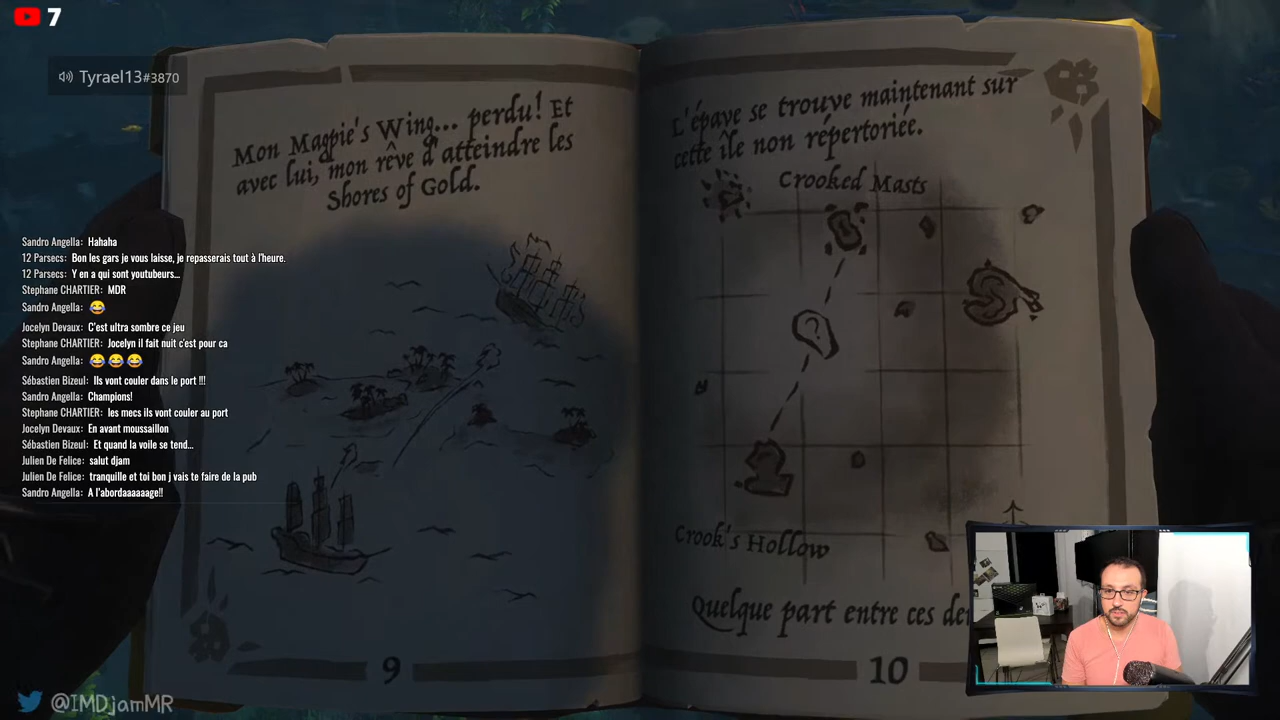 7
Tyrael13#3870
Mon Magpie's Wing... perdu! Et
avec lui, mon rêve d'atteindre les
Shores of Gold.
9
L'épave se trouve maintenant sur
cette île non répertoriée.
Crooked Masts
?
Crook's Hollow
Quelque part entre ces
10
Sandro Angella: Hahaha
12 Parsecs: Bon les gars je vous laisse, je repasserais tout à l'heure.
12 Parsecs: Y en a qui sont youtubeurs...
Stephane CHARTIER: MDR
Sandro Angella: 😂
Jocelyn Devaux: C'est ultra sombre ce jeu
Stephane CHARTIER: Jocelyn il fait nuit c'est pour ca
Sandro Angella: 😂 😂 😂
Sébastien Bizeul: Ils vont couler dans le port !!!
Sandro Angella: Champions!
Stephane CHARTIER: les mecs ils vont couler au port
Jocelyn Devaux: En avant moussaillon
Sébastien Bizeul: Et quand la voile se tend...
Julien De Felice: salut djam
Julien De Felice: tranquille et toi bon j vais te faire de la pub
Sandro Angella: A l'abordaaaaaage!!
@IMDjamMR